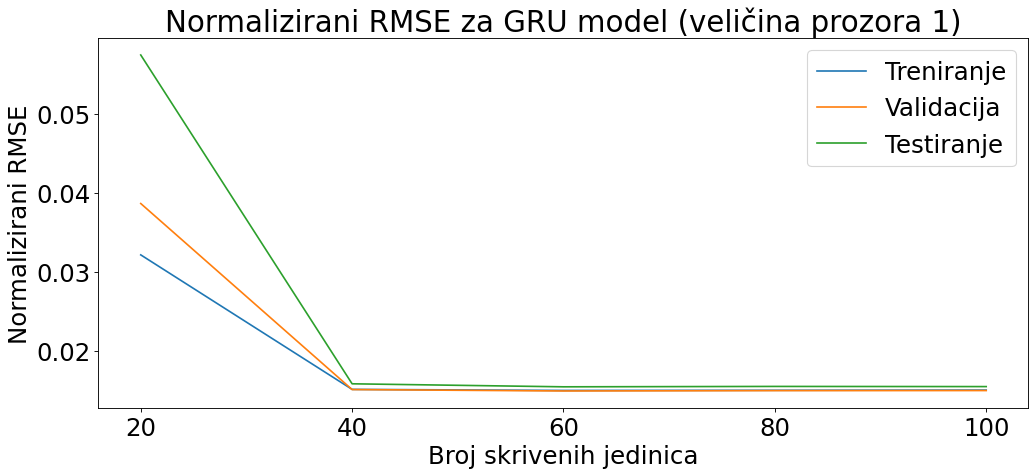 Normalizirani RMSE za GRU model (veličina prozora 1)
Treniranje
Validacija
Testiranje
Normalizirani RMSE
0.05
0.04
0.03
0.02
20 40 60 80 100
Broj skrivenih jedinica